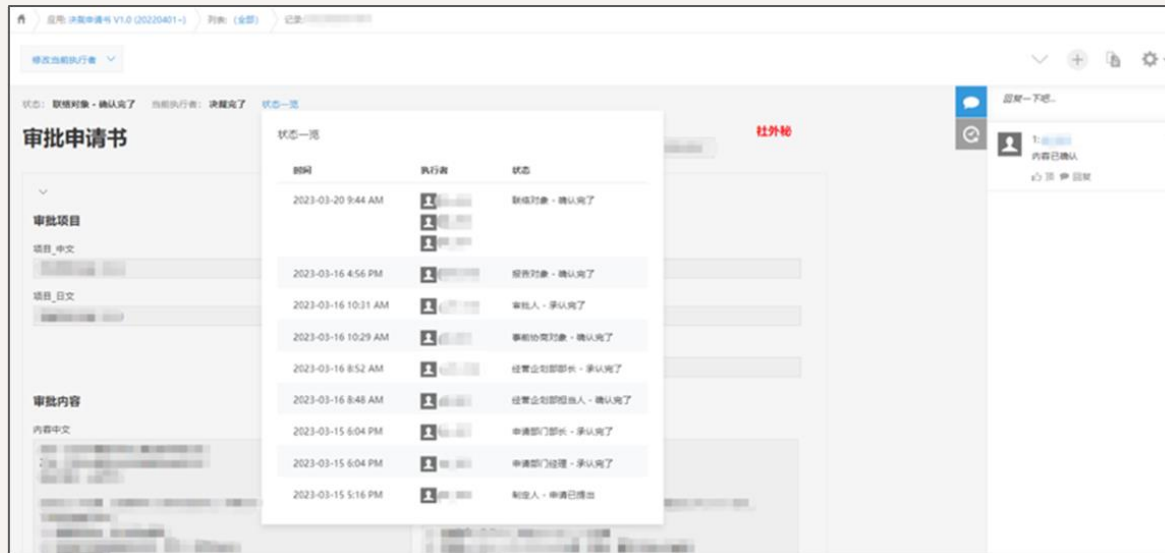 应用: 决裁申请书 V1.0 (20220401~) 列表: (全部) 记录:
修改当前执行者
状态: 联络对象 - 确认完了 当前执行者: 决裁完了 状态一览
回复一下吧...
审批申请书
社外秘
1:
内容已确认
顶 回复
状态一览
时间 执行者 状态
2023-03-20 9:44 AM 联络对象 - 确认完了
2023-03-16 4:56 PM 报告对象 - 确认完了
2023-03-16 10:31 AM 审批人 - 承认完了
2023-03-16 10:29 AM 事前协商对象 - 确认完了
2023-03-16 8:52 AM 经营企划部部长 - 承认完了
2023-03-16 8:48 AM 经营企划部担当人 - 确认完了
2023-03-15 6:04 PM 申请部门部长 - 承认完了
2023-03-15 6:04 PM 申请部门经理 - 承认完了
2023-03-15 5:16 PM 制定人 - 申请已提出
审批项目
项目_中文
项目_日文
审批内容
内容中文